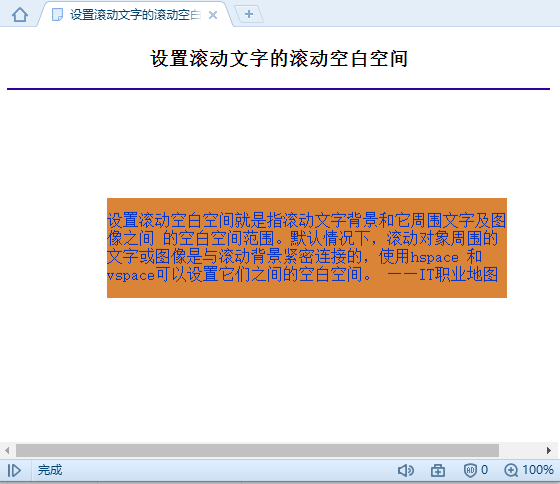 设置滚动文字的滚动空白
设置滚动文字的滚动空白空间
设置滚动空白空间就是指滚动文字背景和它周围文字及图
像之间 的空白空间范围。默认情况下，滚动对象周围的
文字或图像是与滚动背景紧密连接的，使用hspace 和
vspace可以设置它们之间的空白空间。 ——IT职业地图
完成 0 100%